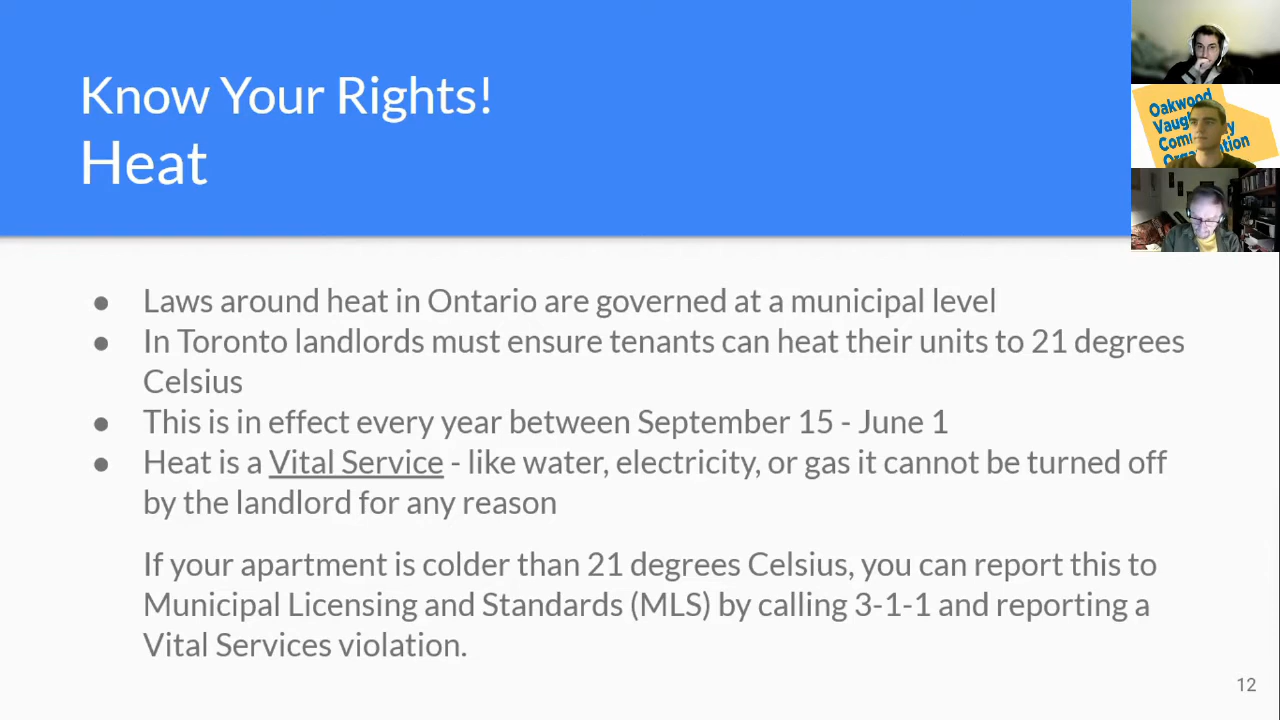 Know Your Rights!
Heat
● Laws around heat in Ontario are governed at a municipal level
● In Toronto landlords must ensure tenants can heat their units to 21 degrees
Celsius
● This is in effect every year between September 15 - June 1
● Heat is a Vital Service - like water, electricity, or gas it cannot be turned off
by the landlord for any reason
If your apartment is colder than 21 degrees Celsius, you can report this to
Municipal Licensing and Standards (MLS) by calling 3-1-1 and reporting a
Vital Services violation.
12
Oakwood